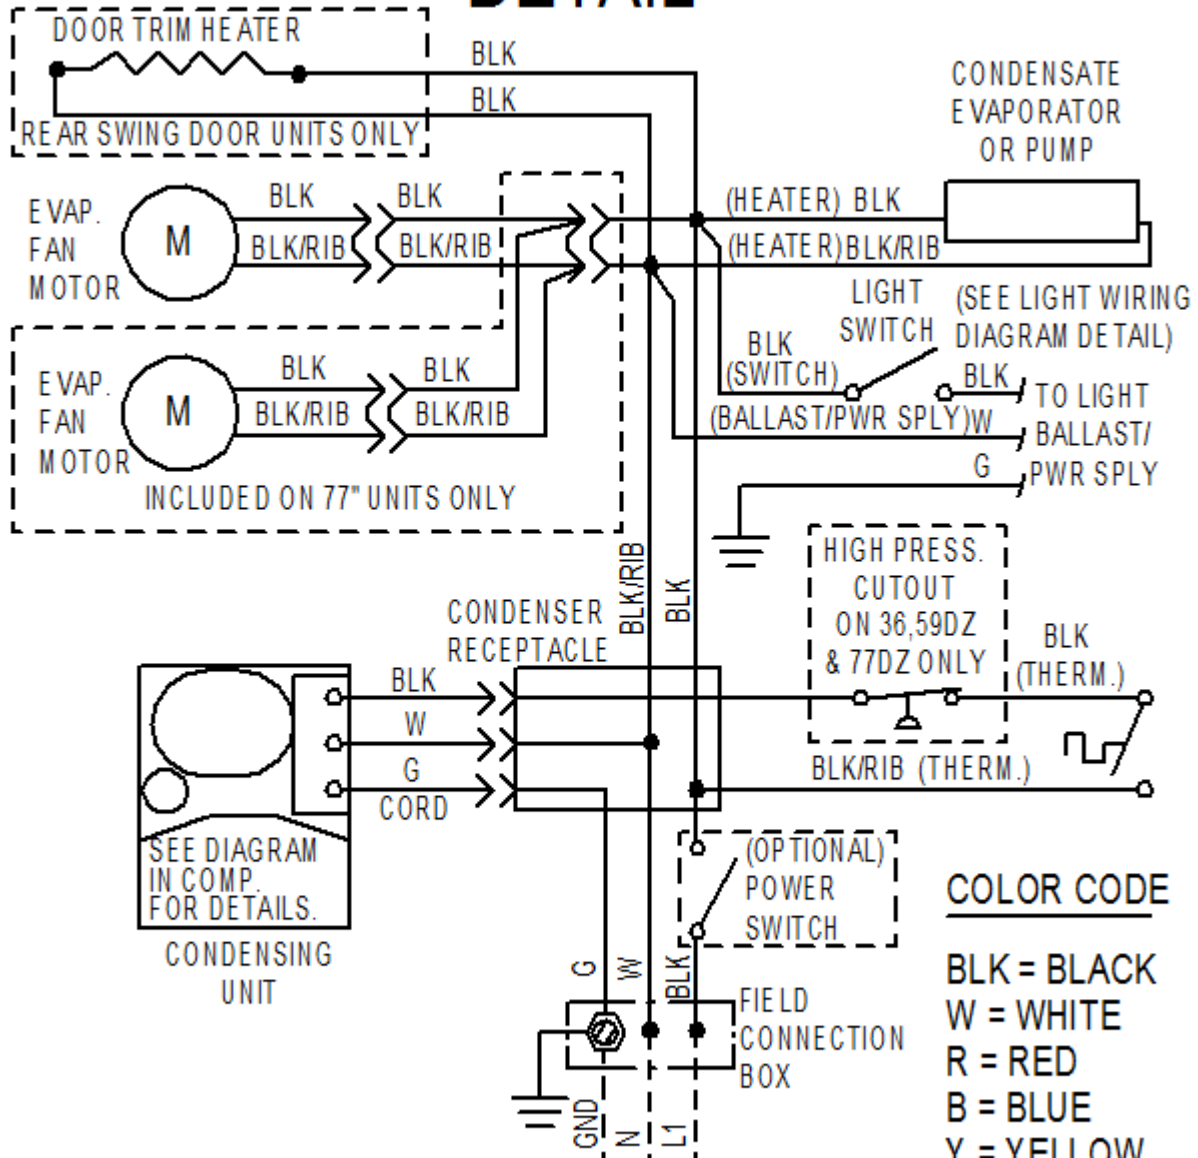 DETAIL
DOOR TRIM HEATER
BLK
BLK
REAR SWING DOOR UNITS ONLY
CONDENSATE
EVAPORATOR
OR PUMP
EVAP.
FAN
MOTOR
M
BLK
BLK
BLK/RIB
BLK/RIB
(HEATER) BLK
(HEATER) BLK/RIB
LIGHT
SWITCH
(SEE LIGHT WIRING
DIAGRAM DETAIL)
BLK
(SWITCH)
BLK
(BALLAST/PWR SPLY) W
G
TO LIGHT
BALLAST/
PWR SPLY
EVAP.
FAN
MOTOR
M
BLK
BLK
BLK/RIB
BLK/RIB
INCLUDED ON 77" UNITS ONLY
BLK/RIB
BLK
HIGH PRESS.
CUTOUT
ON 36,59DZ
& 77DZ ONLY
BLK
(THERM.)
BLK/RIB (THERM.)
CONDENSER
RECEPTACLE
BLK
W
G
CORD
SEE DIAGRAM
IN COMP.
FOR DETAILS.
CONDENSING
UNIT
(OPTIONAL)
POWER
SWITCH
G
W
BLK
FIELD
CONNECTION
BOX
GND
N
L1
COLOR CODE
BLK = BLACK
W = WHITE
R = RED
B = BLUE
Y = YELLOW